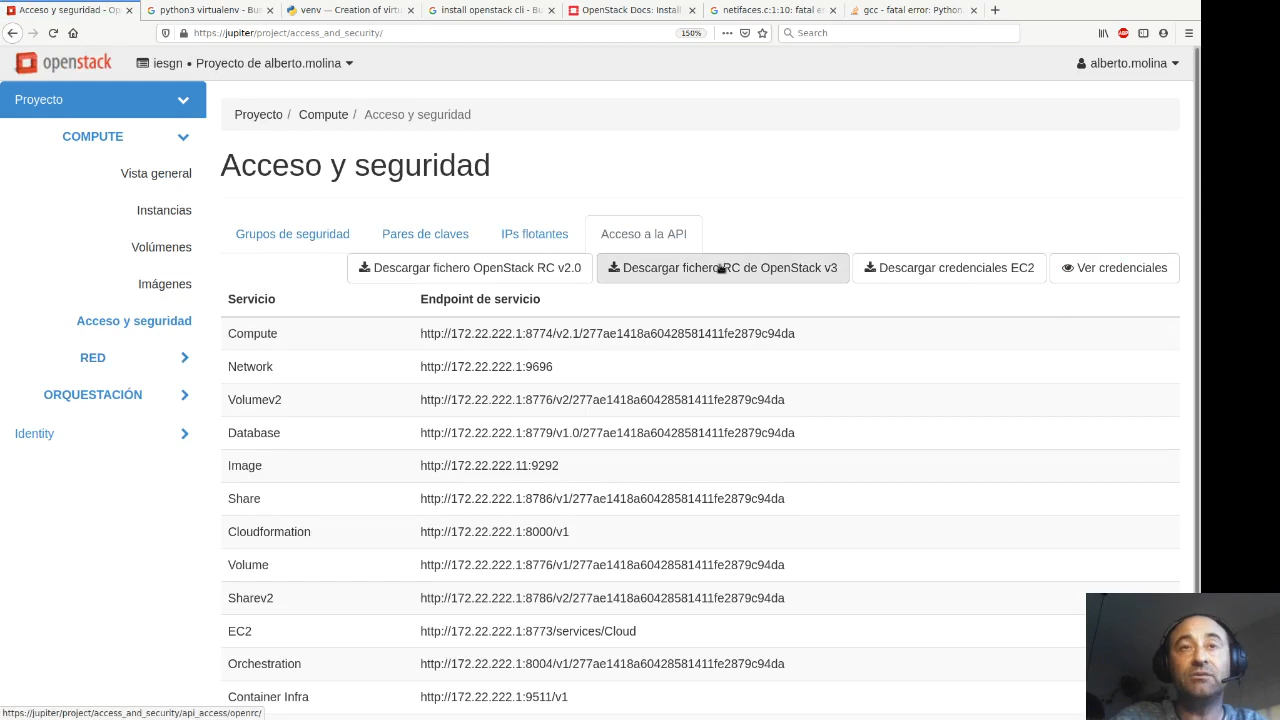 Acceso y seguridad - Op
python3 virtualenv - Bus
venv — Creation of virtu
install openstack cli - Bu
OpenStack Docs: Install
netifaces.c:1:10: fatal er
gcc - fatal error: Python.
https://jupiter/project/access_and_security/
150%
Search
openstack
iesgn • Proyecto de alberto.molina
alberto.molina
Proyecto
COMPUTE
Vista general
Instancias
Volúmenes
Imágenes
Acceso y seguridad
RED
ORQUESTACIÓN
Identity
Proyecto / Compute / Acceso y seguridad
Acceso y seguridad
Grupos de seguridad
Pares de claves
IPs flotantes
Acceso a la API
Descargar fichero OpenStack RC v2.0
Descargar fichero RC de OpenStack v3
Descargar credenciales EC2
Ver credenciales
Servicio Endpoint de servicio
Compute http://172.22.222.1:8774/v2.1/277ae1418a60428581411fe2879c94da
Network http://172.22.222.1:9696
Volumev2 http://172.22.222.1:8776/v2/277ae1418a60428581411fe2879c94da
Database http://172.22.222.1:8779/v1.0/277ae1418a60428581411fe2879c94da
Image http://172.22.222.11:9292
Share http://172.22.222.1:8786/v1/277ae1418a60428581411fe2879c94da
Cloudformation http://172.22.222.1:8000/v1
Volume http://172.22.222.1:8776/v1/277ae1418a60428581411fe2879c94da
Sharev2 http://172.22.222.1:8786/v2/277ae1418a60428581411fe2879c94da
EC2 http://172.22.222.1:8773/services/Cloud
Orchestration http://172.22.222.1:8004/v1/277ae1418a60428581411fe2879c94da
Container Infra http://172.22.222.1:9511/v1
https://jupiter/project/access_and_security/api_access/openrc/